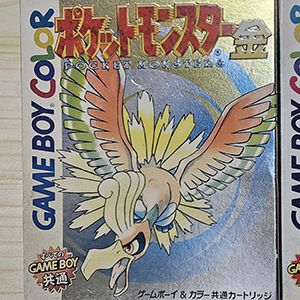 GAME BOY COLOR
ポケットモンスター 金
POCKET MONSTERS
GAME BOY
共通
ゲームボーイ&カラー共通カートリッジ